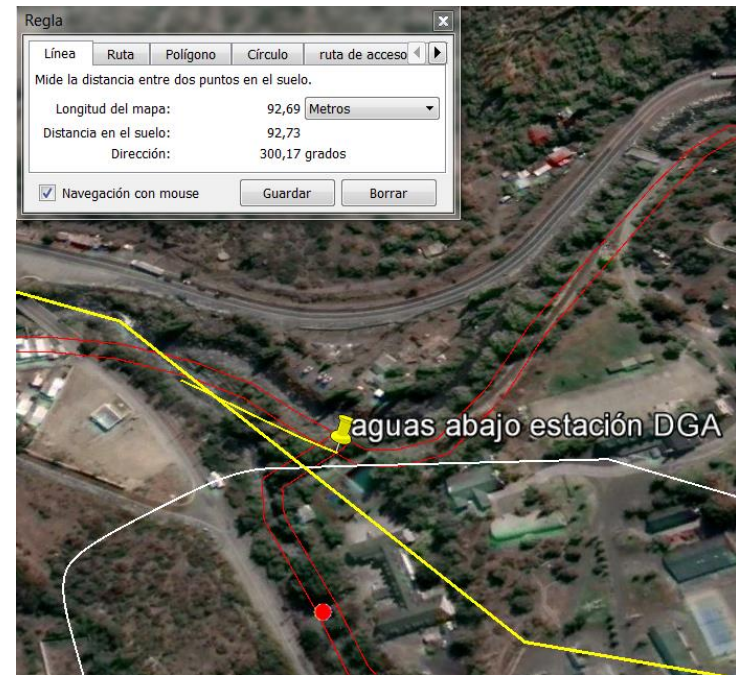 Regla
Línea Ruta Polígono Círculo ruta de acceso
Mide la distancia entre dos puntos en el suelo.
Longitud del mapa: 92,69 Metros
Distancia en el suelo: 92,73
Dirección: 300,17 grados
Navegación con mouse Guardar Borrar
aguas abajo estación DGA